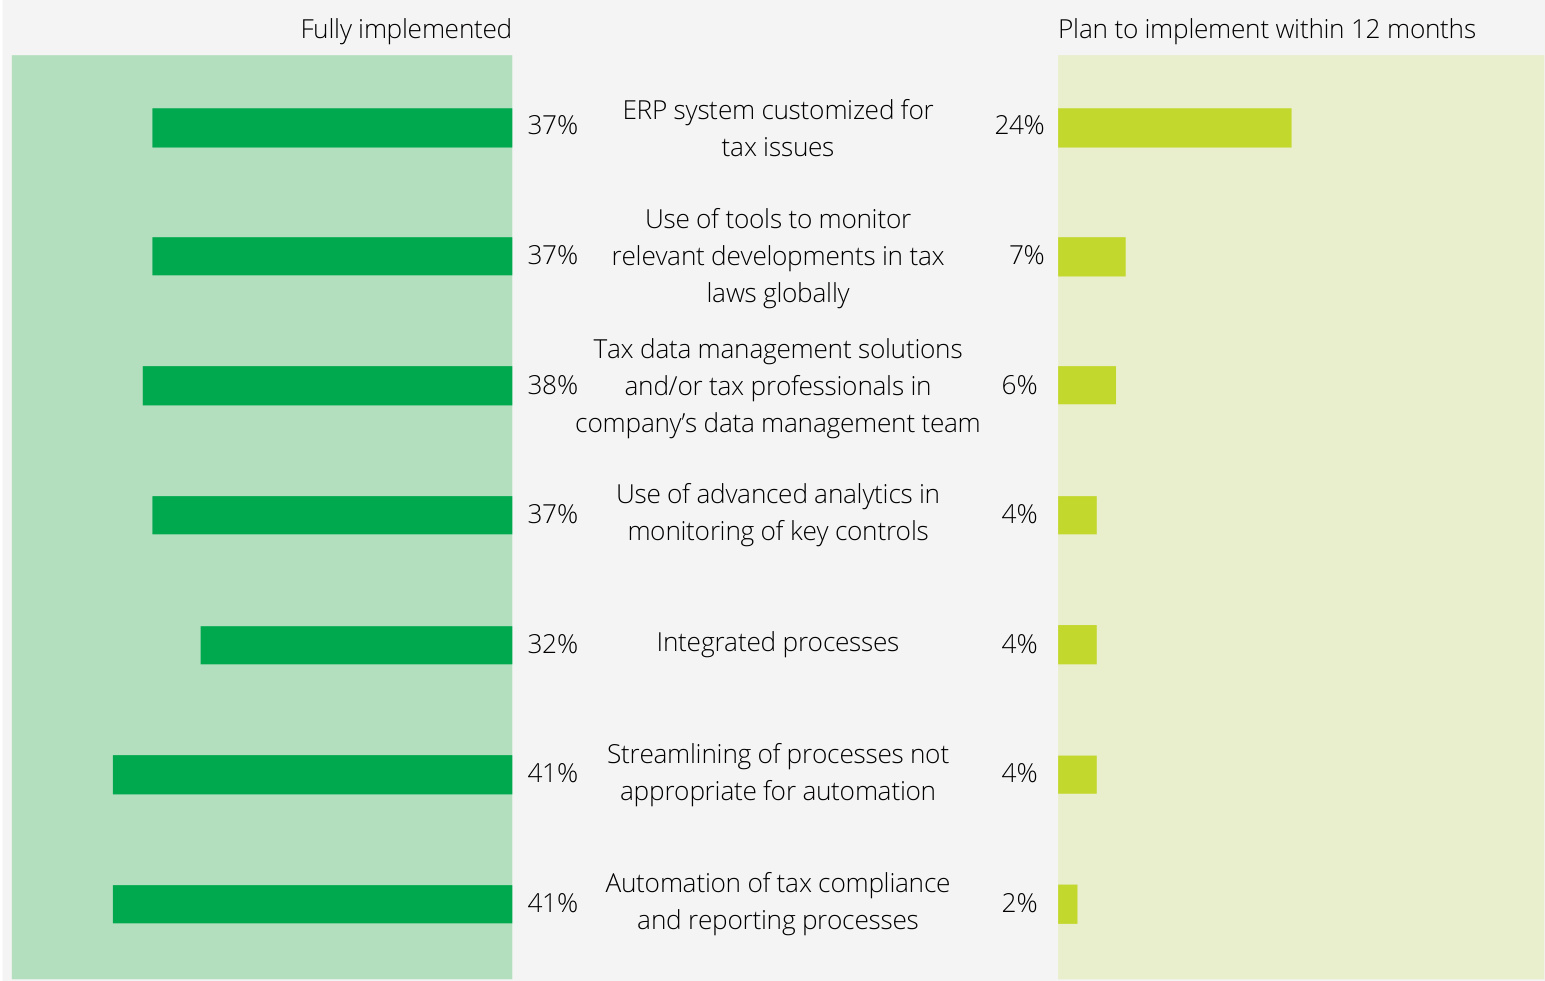 Fully implemented
Plan to implement within 12 months
37%
ERP system customized for
tax issues
24%
37%
Use of tools to monitor
relevant developments in tax
laws globally
7%
38%
Tax data management solutions
and/or tax professionals in
company’s data management team
6%
37%
Use of advanced analytics in
monitoring of key controls
4%
32%
Integrated processes
4%
41%
Streamlining of processes not
appropriate for automation
4%
41%
Automation of tax compliance
and reporting processes
2%